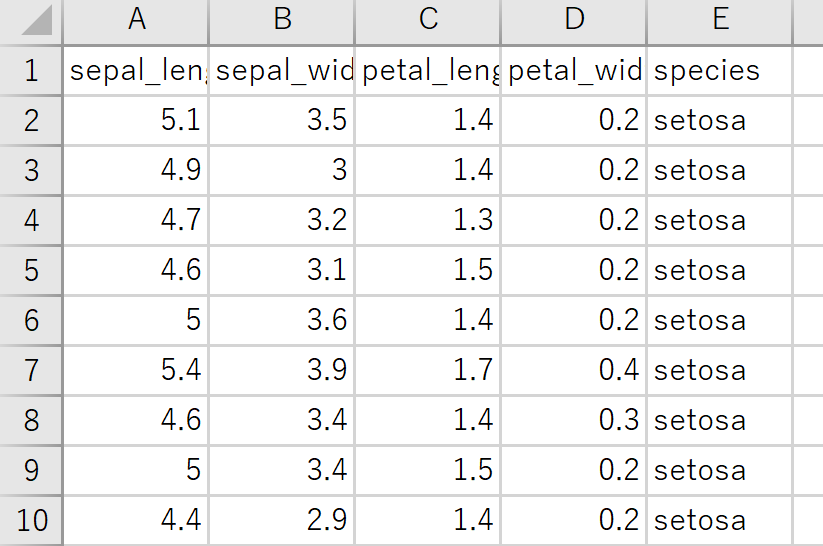 A B C D E
1 sepal_leng sepal_wid petal_leng petal_wid species
2 5.1 3.5 1.4 0.2 setosa
3 4.9 3 1.4 0.2 setosa
4 4.7 3.2 1.3 0.2 setosa
5 4.6 3.1 1.5 0.2 setosa
6 5 3.6 1.4 0.2 setosa
7 5.4 3.9 1.7 0.4 setosa
8 4.6 3.4 1.4 0.3 setosa
9 5 3.4 1.5 0.2 setosa
10 4.4 2.9 1.4 0.2 setosa